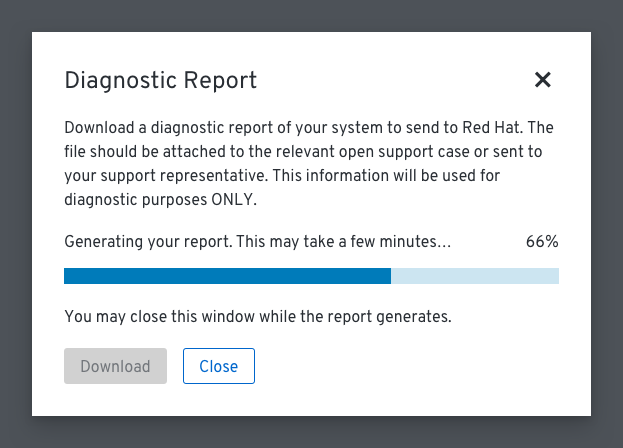 Diagnostic Report
Download a diagnostic report of your system to send to Red Hat. The
file should be attached to the relevant open support case or sent to
your support representative. This information will be used for
diagnostic purposes ONLY.
Generating your report. This may take a few minutes... 66%
You may close this window while the report generates.
Download Close